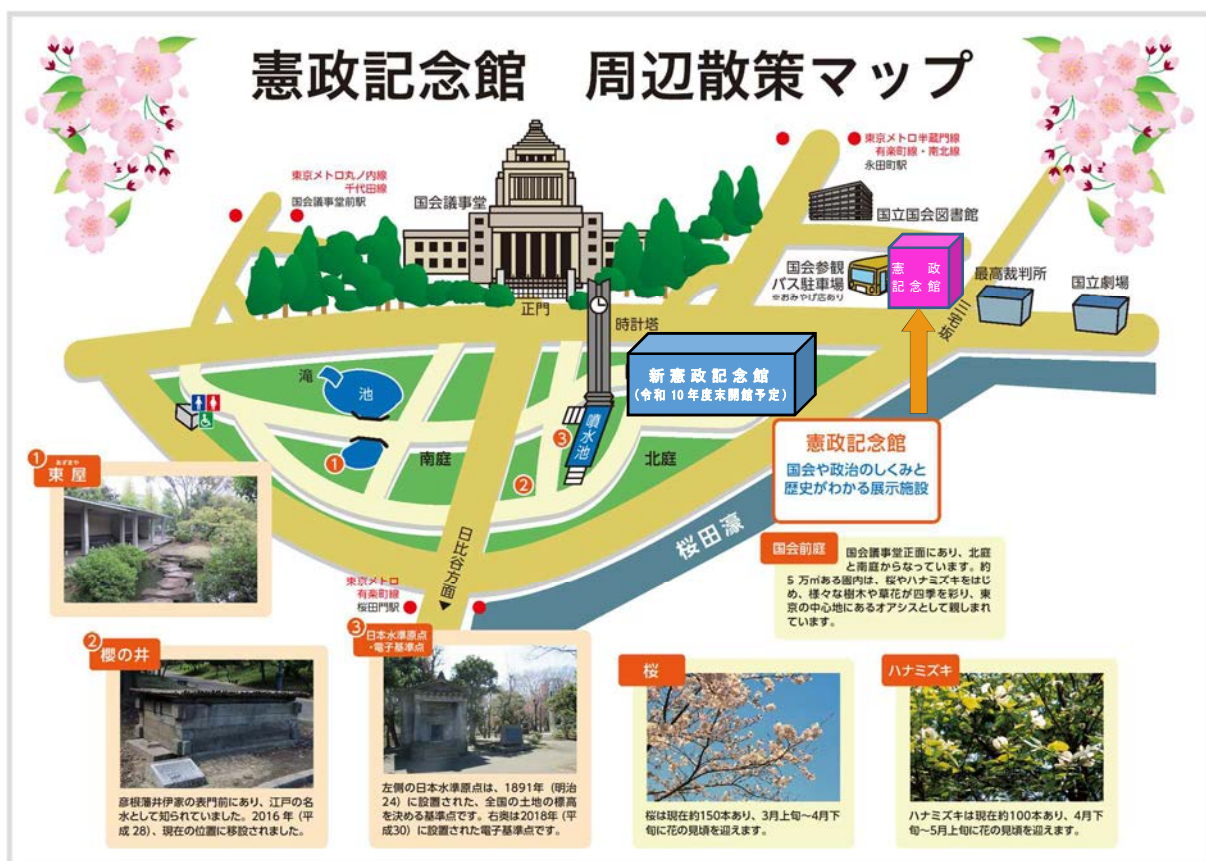 憲政記念館 周辺散策マップ
東京メトロ丸ノ内線
千代田線
国会議事堂前駅
国会議事堂
東京メトロ半蔵門線
有楽町線・南北線
永田町駅
国立国会図書館
国会参観
バス駐車場
※おみやげ店あり
憲政
記念館
最高裁判所
国立劇場
三宅坂
正門
時計塔
新憲政記念館
(令和10年度末開館予定)
滝
池
噴水池
3
1
南庭
2
北庭
憲政記念館
国会や政治のしくみと
歴史がわかる展示施設
桜田濠
日比谷方面
東京メトロ
有楽町線
桜田門駅
国会前庭
国会議事堂正面にあり、北庭
と南庭からなっています。約
5万㎡ある園内は、桜やハナミズキをはじ
め、様々な樹木や草花が四季を彩り、東
京の中心地にあるオアシスとして親しまれ
ています。
1
あずまや
東屋
2
櫻の井
彦根藩井伊家の表門前にあり、江戸の名
水として知られていました。2016年(平
成28)、現在の位置に移設されました。
3
日本水準原点
・電子基準点
左側の日本水準原点は、1891年(明治
24)に設置された、全国の土地の標高
を決める基準点です。右奥は2018年(平
成30)に設置された電子基準点です。
桜
桜は現在約150本あり、3月上旬~4月下
旬に花の見頃を迎えます。
ハナミズキ
ハナミズキは現在約100本あり、4月下
旬~5月上旬に花の見頃を迎えます。